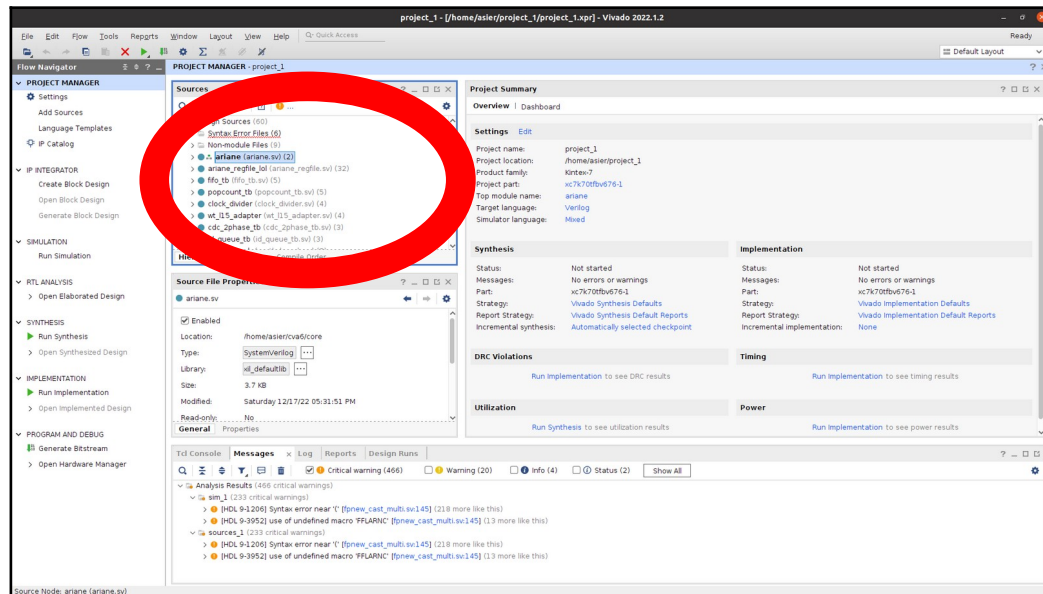 project_1 - [/home/asier/project_1/project_1.xpr] - Vivado 2022.1.2
File Edit Flow Tools Reports Window Layout View Help Q- Quick Access
Ready
Default Layout
Flow Navigator
PROJECT MANAGER - project_1
PROJECT MANAGER
Settings
Add Sources
Language Templates
IP Catalog
IP INTEGRATOR
Create Block Design
Open Block Design
Generate Block Design
SIMULATION
Run Simulation
RTL ANALYSIS
Open Elaborated Design
SYNTHESIS
Run Synthesis
Open Synthesized Design
IMPLEMENTATION
Run Implementation
Open Implemented Design
PROGRAM AND DEBUG
Generate Bitstream
Open Hardware Manager
Sources
Sources (60)
Syntax Error Files (6)
Non-module Files (9)
ariane (ariane.sv) (2)
ariane_regfile_lol (ariane_regfile.sv) (32)
fifo_tb (fifo_tb.sv) (5)
popcount_tb (popcount_tb.sv) (5)
clock_divider (clock_divider.sv) (4)
wt_l15_adapter (wt_l15_adapter.sv) (4)
cdc_2phase_tb (cdc_2phase_tb.sv) (3)
queue_tb (id_queue_tb.sv) (3)
Compile Order
Source File Properties
ariane.sv
Enabled
Location: /home/asier/cva6/core
Type: SystemVerilog ...
Library: xil_defaultlib ...
Size: 3.7 KB
Modified: Saturday 12/17/22 05:31:51 PM
Read-only: No
General Properties
Project Summary
Overview | Dashboard
Settings Edit
Project name: project_1
Project location: /home/asier/project_1
Product family: Kintex-7
Project part: xc7k70tfbv676-1
Top module name: ariane
Target language: Verilog
Simulator language: Mixed
Synthesis
Status: Not started
Messages: No errors or warnings
Part: xc7k70tfbv676-1
Strategy: Vivado Synthesis Defaults
Report Strategy: Vivado Synthesis Default Reports
Incremental synthesis: Automatically selected checkpoint
Implementation
Status: Not started
Messages: No errors or warnings
Part: xc7k70tfbv676-1
Strategy: Vivado Implementation Defaults
Report Strategy: Vivado Implementation Default Reports
Incremental implementation: None
DRC Violations
Run Implementation to see DRC results
Timing
Run Implementation to see timing results
Utilization
Run Synthesis to see utilization results
Power
Run Implementation to see power results
Tcl Console Messages Log Reports Design Runs
Critical warning (466) Warning (20) Info (4) Status (2) Show All
Analysis Results (466 critical warnings)
sim_1 (233 critical warnings)
[HDL 9-1206] Syntax error near '(' [fpnew_cast_multi.sv:145] (218 more like this)
[HDL 9-3952] use of undefined macro 'FFLARNC' [fpnew_cast_multi.sv:145] (13 more like this)
sources_1 (233 critical warnings)
[HDL 9-1206] Syntax error near '(' [fpnew_cast_multi.sv:145] (218 more like this)
[HDL 9-3952] use of undefined macro 'FFLARNC' [fpnew_cast_multi.sv:145] (13 more like this)
Source Node: ariane (ariane.sv)